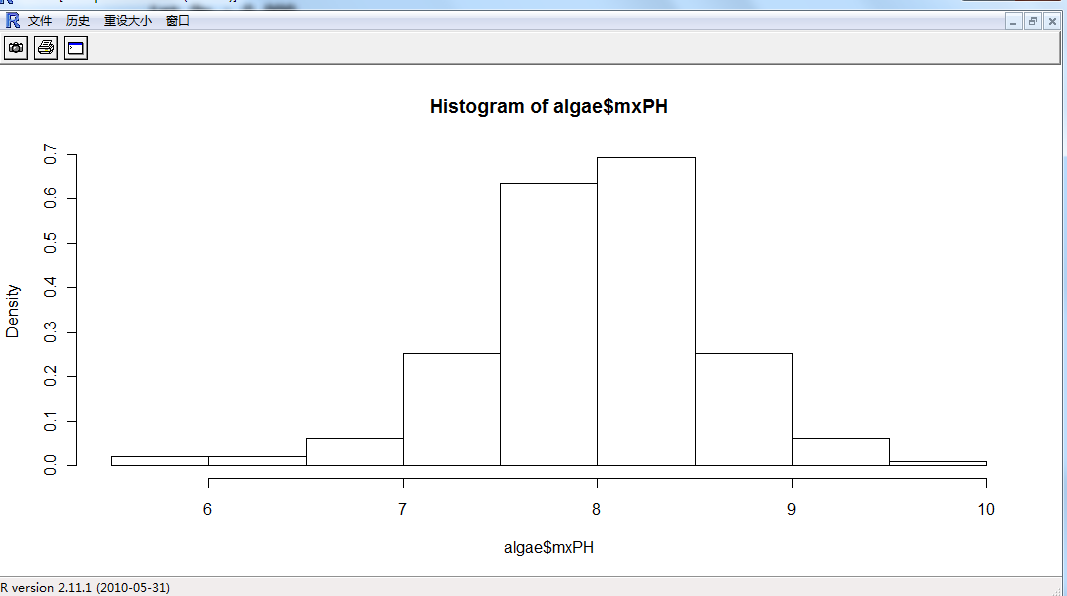 文件 历史 重设大小 窗口
Histogram of algae$mxPH
0.7
0.6
0.5
0.4
0.3
0.2
0.1
0.0
Density
6 7 8 9 10
algae$mxPH
R version 2.11.1 (2010-05-31)